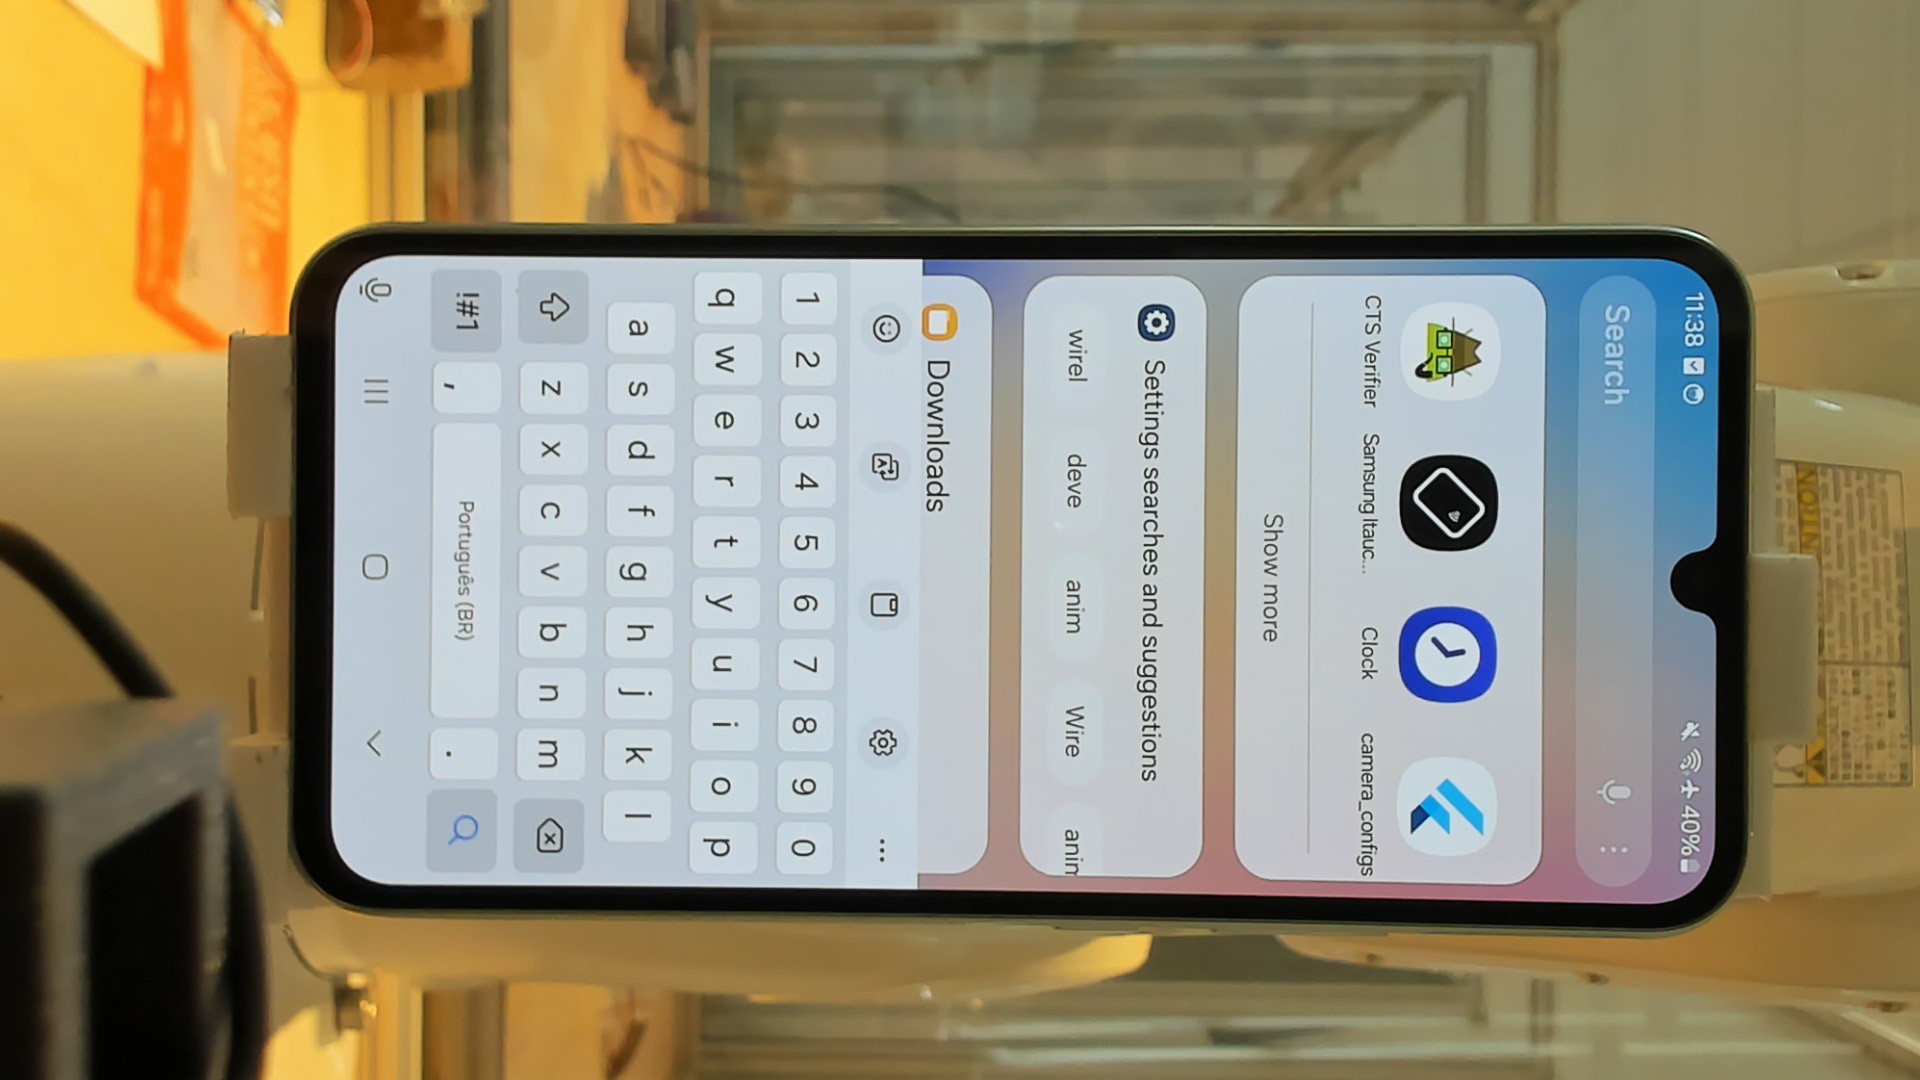 11:38
40%
Search
CTS Verifier
Samsung Itauc...
Clock
camera_configs
Show more
Settings searches and suggestions
wirel deve anim Wire anim
Downloads
1 2 3 4 5 6 7 8 9 0
q w e r t y u i o p
a s d f g h j k l
z x c v b n m
!#1 , Português (BR) .